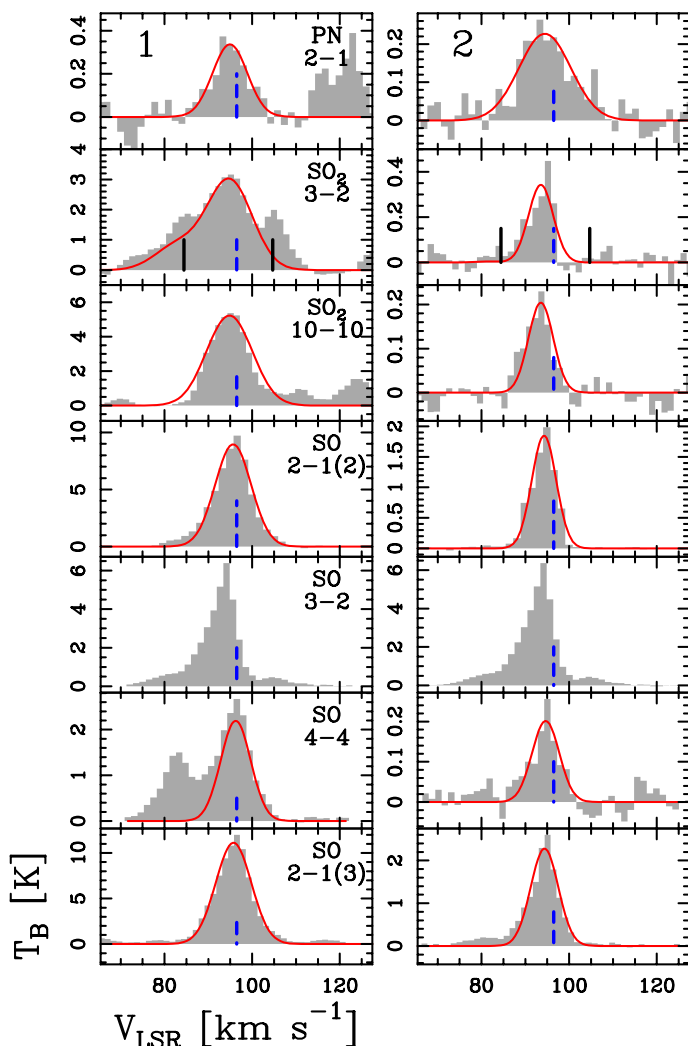 1 PN 2
2−1
0.4 0.2 0 4
0.2 0.1 0
SO₂
3−2
3 2 1 0
0.4 0.2 0
SO₂
10−10
6 4 2 0
0.2 0.1 0
SO
2−1(2)
10 5 0
2 1.5 1 0.5 0
SO
3−2
6 4 2 0
6 4 2 0
SO
4−4
2 1 0
0.2 0.1 0
SO
2−1(3)
10 5 0
2 1 0
T_B [K]
80 100 120 80 100 120
V_LSR [km s⁻¹]